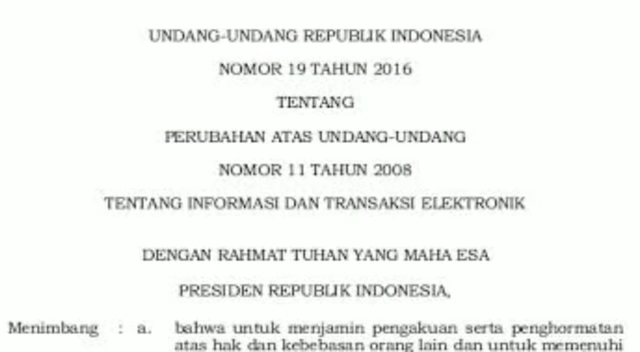 UNDANG-UNDANG REPUBLIK INDONESIA
NOMOR 19 TAHUN 2016
TENTANG
PERUBAHAN ATAS UNDANG-UNDANG
NOMOR 11 TAHUN 2008
TENTANG INFORMASI DAN TRANSAKSI ELEKTRONIK
DENGAN RAHMAT TUHAN YANG MAHA ESA
PRESIDEN REPUBLIK INDONESIA,
Menimbang : a. bahwa untuk menjamin pengakuan serta penghormatan
atas hak dan kebebasan orang lain dan untuk memenuhi